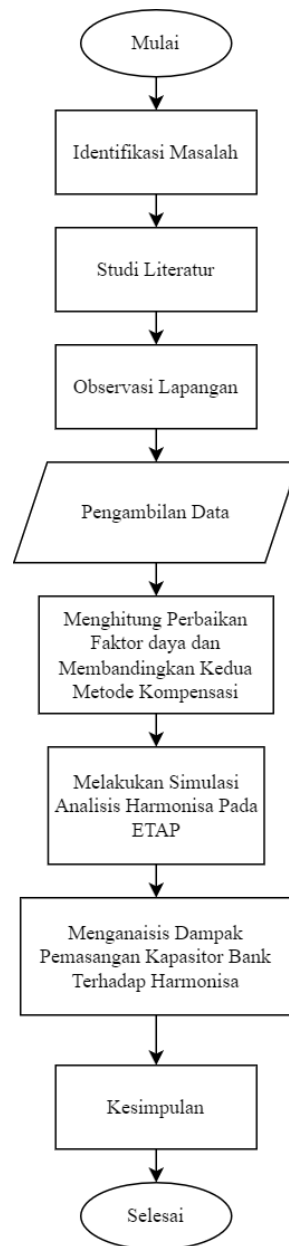 Mulai
Identifikasi Masalah
Studi Literatur
Observasi Lapangan
Pengambilan Data
Menghitung Perbaikan
Faktor daya dan
Membandingkan Kedua
Metode Kompensasi
Melakukan Simulasi
Analisis Harmonisa Pada
ETAP
Menganaisis Dampak
Pemasangan Kapasitor Bank
Terhadap Harmonisa
Kesimpulan
Selesai